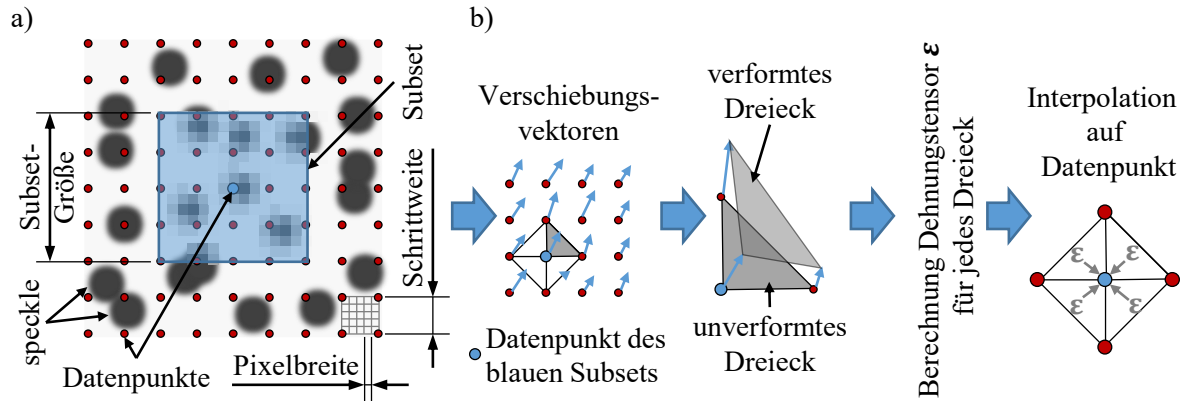 a)
Subset
Subset-
Größe
Schrittweite
speckle
Datenpunkte
Pixelbreite
b)
Verschiebungs-
vektoren
Datenpunkt des
blauen Subsets
verformtes
Dreieck
unverformtes
Dreieck
Berechnung Dehnungstensor ε
für jedes Dreieck
Interpolation
auf
Datenpunkt
ε ε
ε ε